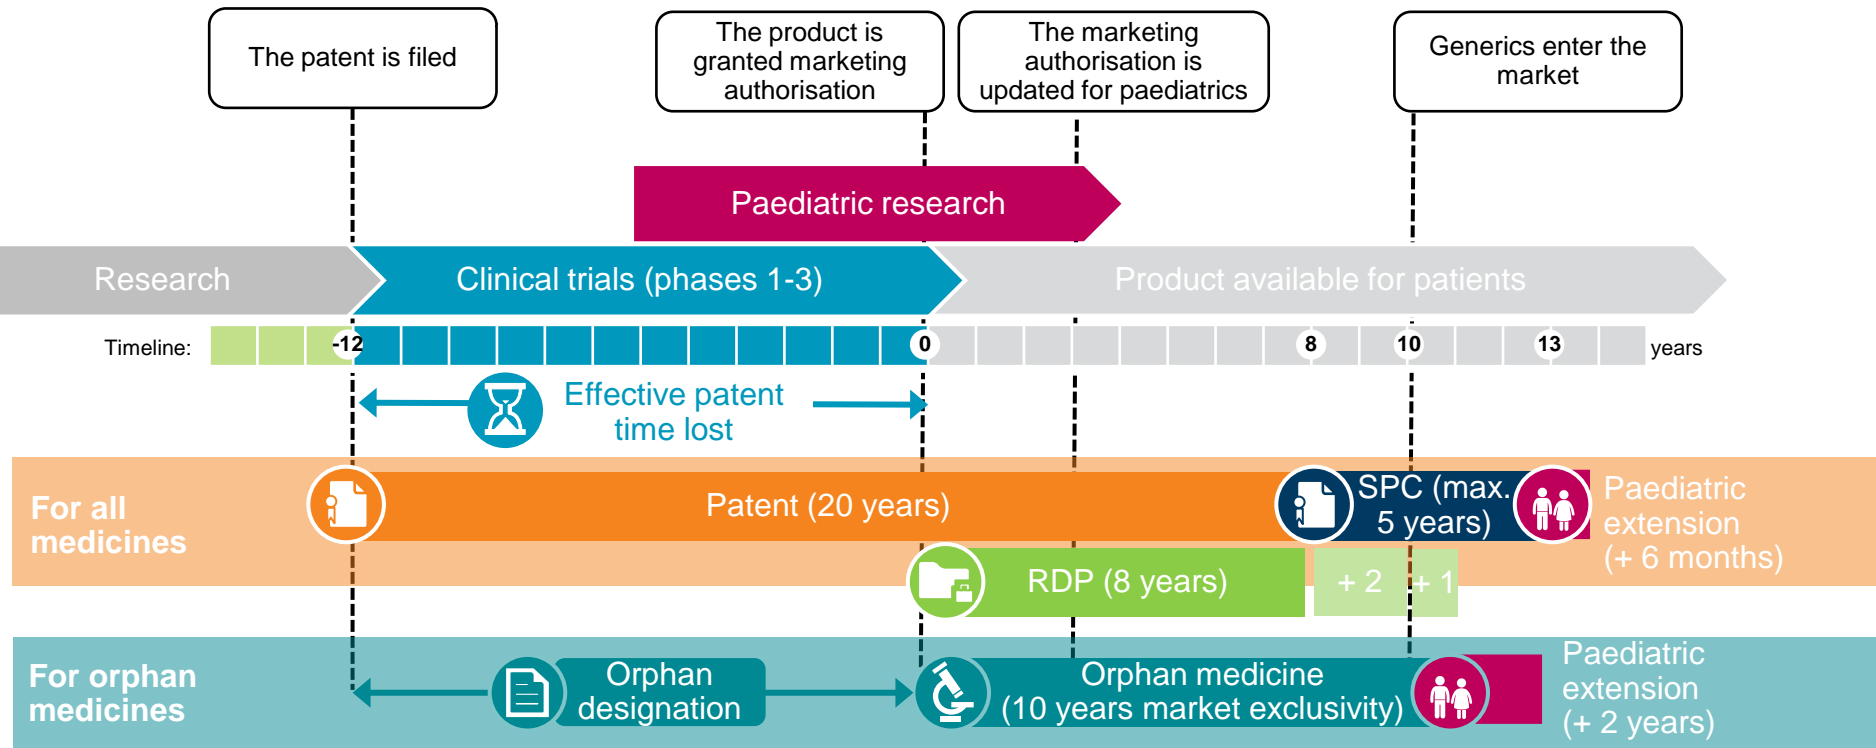 The patent is filed
The product is
granted marketing
authorisation
The marketing
authorisation is
updated for paediatrics
Generics enter the
market
Paediatric research
Research
Clinical trials (phases 1-3)
Product available for patients
Timeline:
-12
0
8
10
13
years
Effective patent
time lost
For all
medicines
Patent (20 years)
SPC (max.
5 years)
Paediatric
extension
(+ 6 months)
RDP (8 years)
+ 2
+ 1
For orphan
medicines
Orphan
designation
Orphan medicine
(10 years market exclusivity)
Paediatric
extension
(+ 2 years)